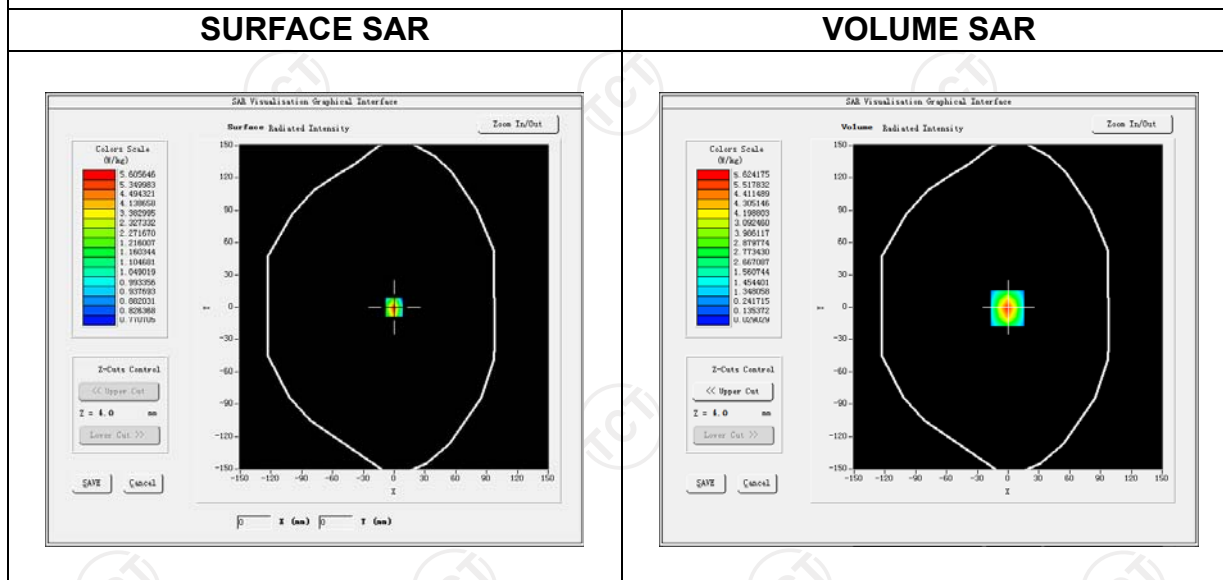 SURFACE SAR
VOLUME SAR
SAR Visualisation Graphical Interface
Surface Radiated Intensity
Zoom In/Out
Colors Scale
(W/kg)
5.605646
5.349983
4.494321
4.138658
3.382995
2.327332
2.271670
1.216007
1.160344
1.104681
1.049019
0.993356
0.937693
0.882031
0.826368
0.770705
Z-Cuts Control
<< Upper Cut
Z = 4.0 mm
Lower Cut >>
SAVE Cancel
150
120
90
60
30
0
-30
-60
-90
-120
-150
-150 -120 -90 -60 -30 0 30 60 90 120 150
X
0 X (mm) 0 Y (mm)
SAR Visualisation Graphical Interface
Volume Radiated Intensity
Zoom In/Out
Colors Scale
(W/kg)
5.624175
5.517832
4.411489
4.305146
4.198803
3.092460
3.986117
2.879774
2.773430
2.667087
1.560744
1.454401
1.348058
0.241715
0.135372
0.029029
Z-Cuts Control
<< Upper Cut
Z = 4.0 mm
Lower Cut >>
SAVE Cancel
150
120
90
60
30
0
-30
-60
-90
-120
-150
-150 -120 -90 -60 -30 0 30 60 90 120 150
X
TCT
TCT
TCT
TCT
TCT
TCT
TCT
TCT